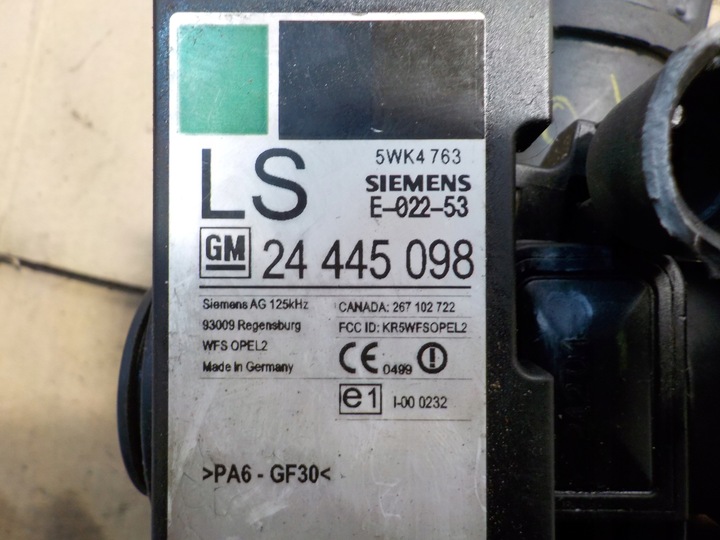 5WK4 763
LS SIEMENS
E-022-53
GM 24 445 098
Siemens AG 125kHz
93009 Regensburg
WFS OPEL2
Made in Germany
CANADA: 267 102 722
FCC ID: KR5WFSOPEL2
CE 0499 !
e1 I-00 0232
>PA6 - GF30<